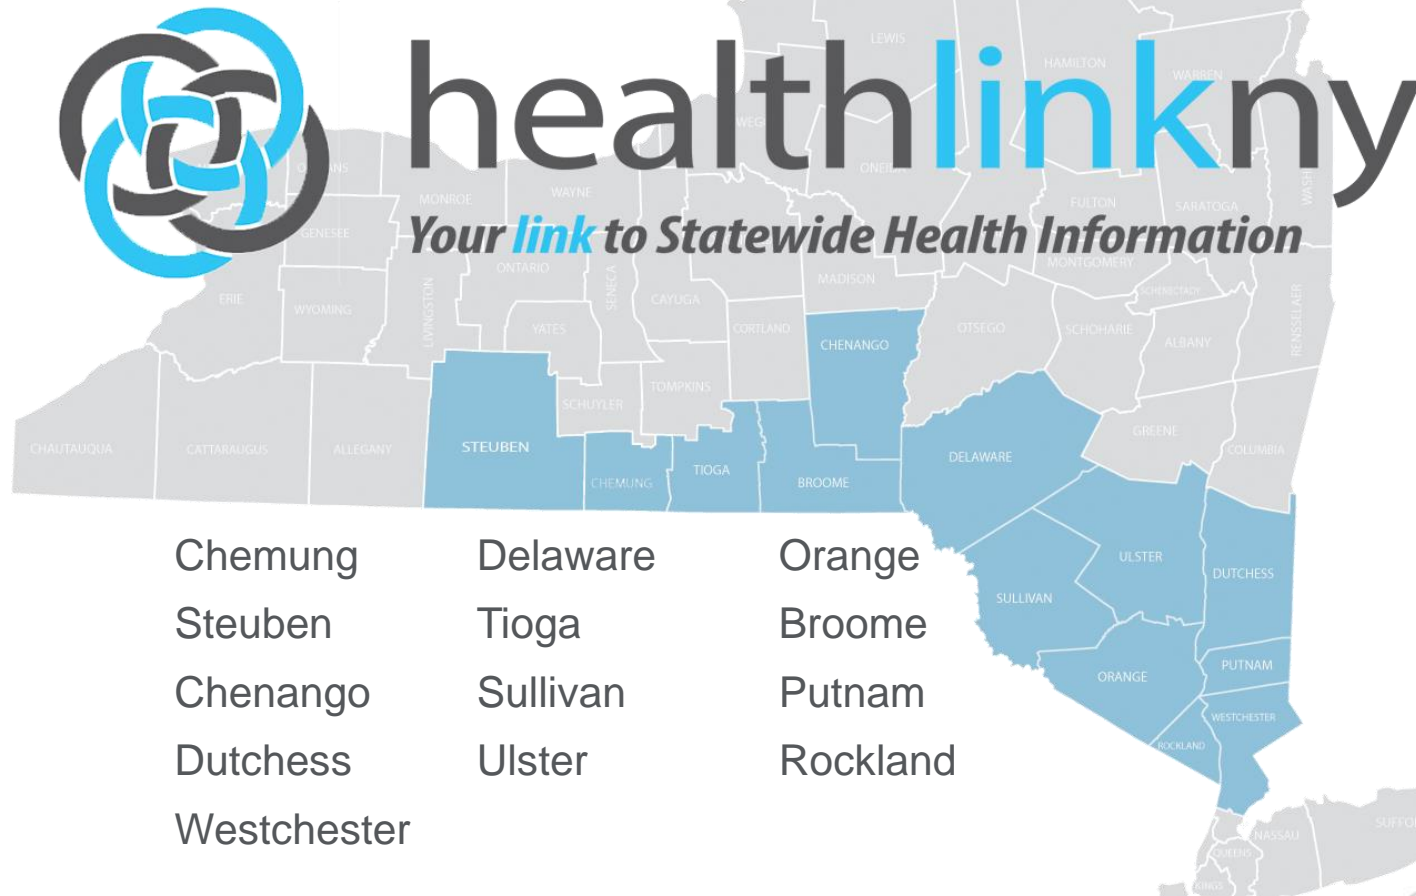 healthlinkny
Your link to Statewide Health Information
LEWIS
HAMILTON
WARREN
ONEIDA
MONROE
WAYNE
FULTON
SARATOGA
GENESEE
ONTARIO
SENECA
MADISON
MONTGOMERY
SCHENECTADY
ERIE
WYOMING
LIVINGSTON
YATES
CAYUGA
CORTLAND
CHENANGO
OTSEGO
SCHOHARIE
ALBANY
RENSSELAER
SCHUYLER
TOMPKINS
CHAUTAUQUA
CATTARAUGUS
ALLEGANY
STEUBEN
CHEMUNG
TIOGA
BROOME
DELAWARE
GREENE
COLUMBIA
ULSTER
DUTCHESS
SULLIVAN
ORANGE
PUTNAM
WESTCHESTER
ROCKLAND
NASSAU
QUEENS
KINGS
Chemung Delaware Orange
Steuben Tioga Broome
Chenango Sullivan Putnam
Dutchess Ulster Rockland
Westchester